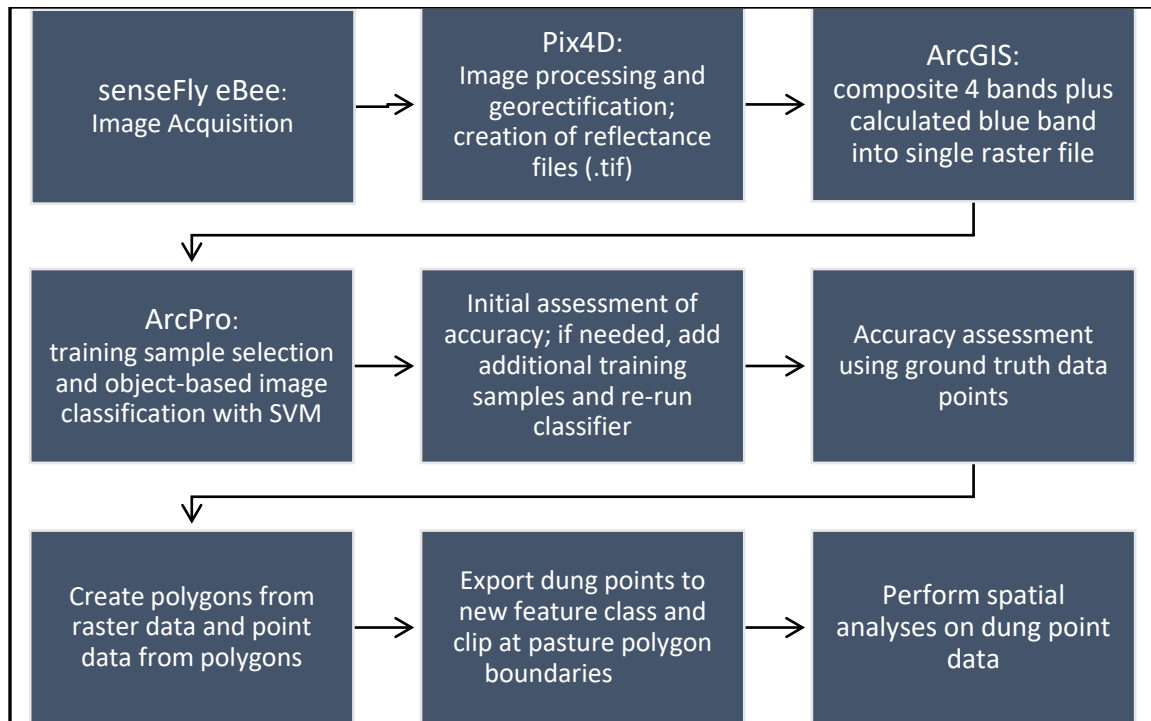 senseFly eBee:
Image Acquisition
Pix4D:
Image processing and
georectification;
creation of reflectance
files (.tif)
ArcGIS:
composite 4 bands plus
calculated blue band
into single raster file
ArcPro:
training sample selection
and object-based image
classification with SVM
Initial assessment of
accuracy; if needed, add
additional training
samples and re-run
classifier
Accuracy assessment
using ground truth data
points
Create polygons from
raster data and point
data from polygons
Export dung points to
new feature class and
clip at pasture polygon
boundaries
Perform spatial
analyses on dung point
data